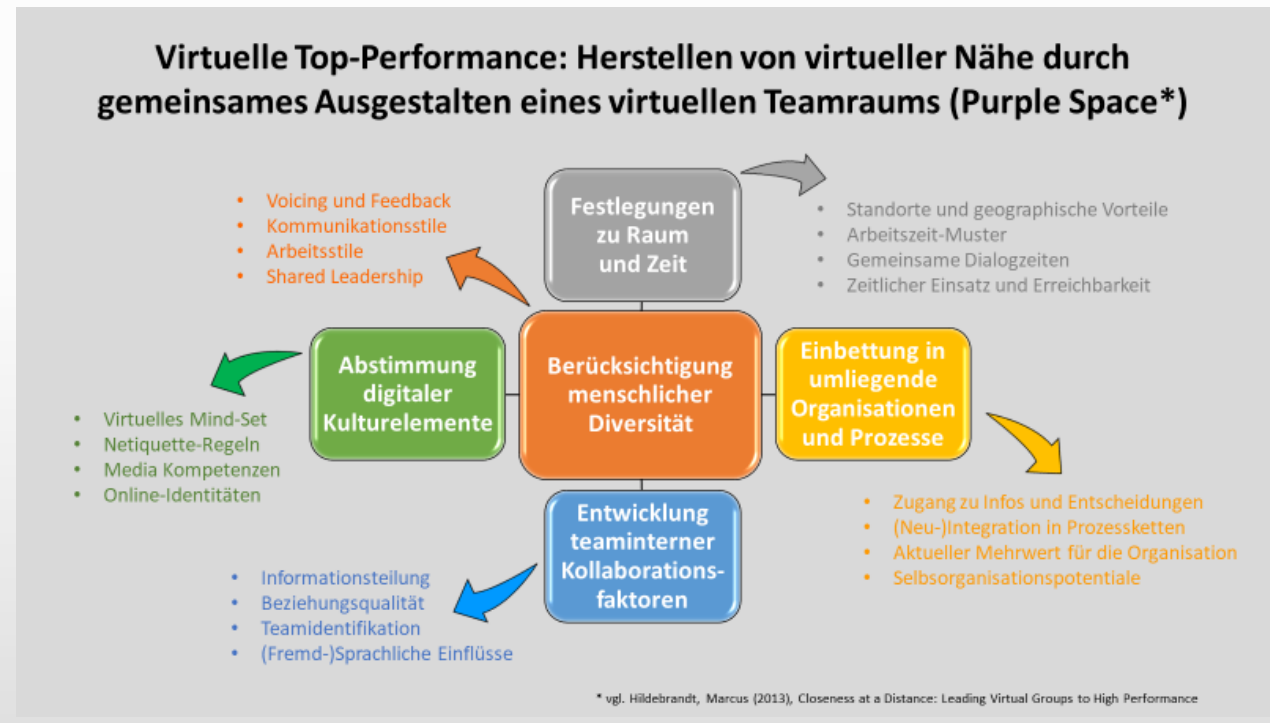 Virtuelle Top-Performance: Herstellen von virtueller Nähe durch
gemeinsames Ausgestalten eines virtuellen Teamraums (Purple Space*)
• Voicing und Feedback
• Kommunikationsstile
• Arbeitsstile
• Shared Leadership
Festlegungen
zu Raum
und Zeit
• Standorte und geographische Vorteile
• Arbeitszeit-Muster
• Gemeinsame Dialogzeiten
• Zeitlicher Einsatz und Erreichbarkeit
Abstimmung
digitaler
Kulturelemente
Berücksichtigung
menschlicher
Diversität
Einbettung in
umliegende
Organisationen
und Prozesse
• Virtuelles Mind-Set
• Netiquette-Regeln
• Media Kompetenzen
• Online-Identitäten
Entwicklung
teaminterner
Kollaborations-
faktoren
• Zugang zu Infos und Entscheidungen
• (Neu-)Integration in Prozessketten
• Aktueller Mehrwert für die Organisation
• Selbsorganisationspotentiale
• Informationsteilung
• Beziehungsqualität
• Teamidentifikation
• (Fremd-)Sprachliche Einflüsse
* vgl. Hildebrandt, Marcus (2013), Closeness at a Distance: Leading Virtual Groups to High Performance